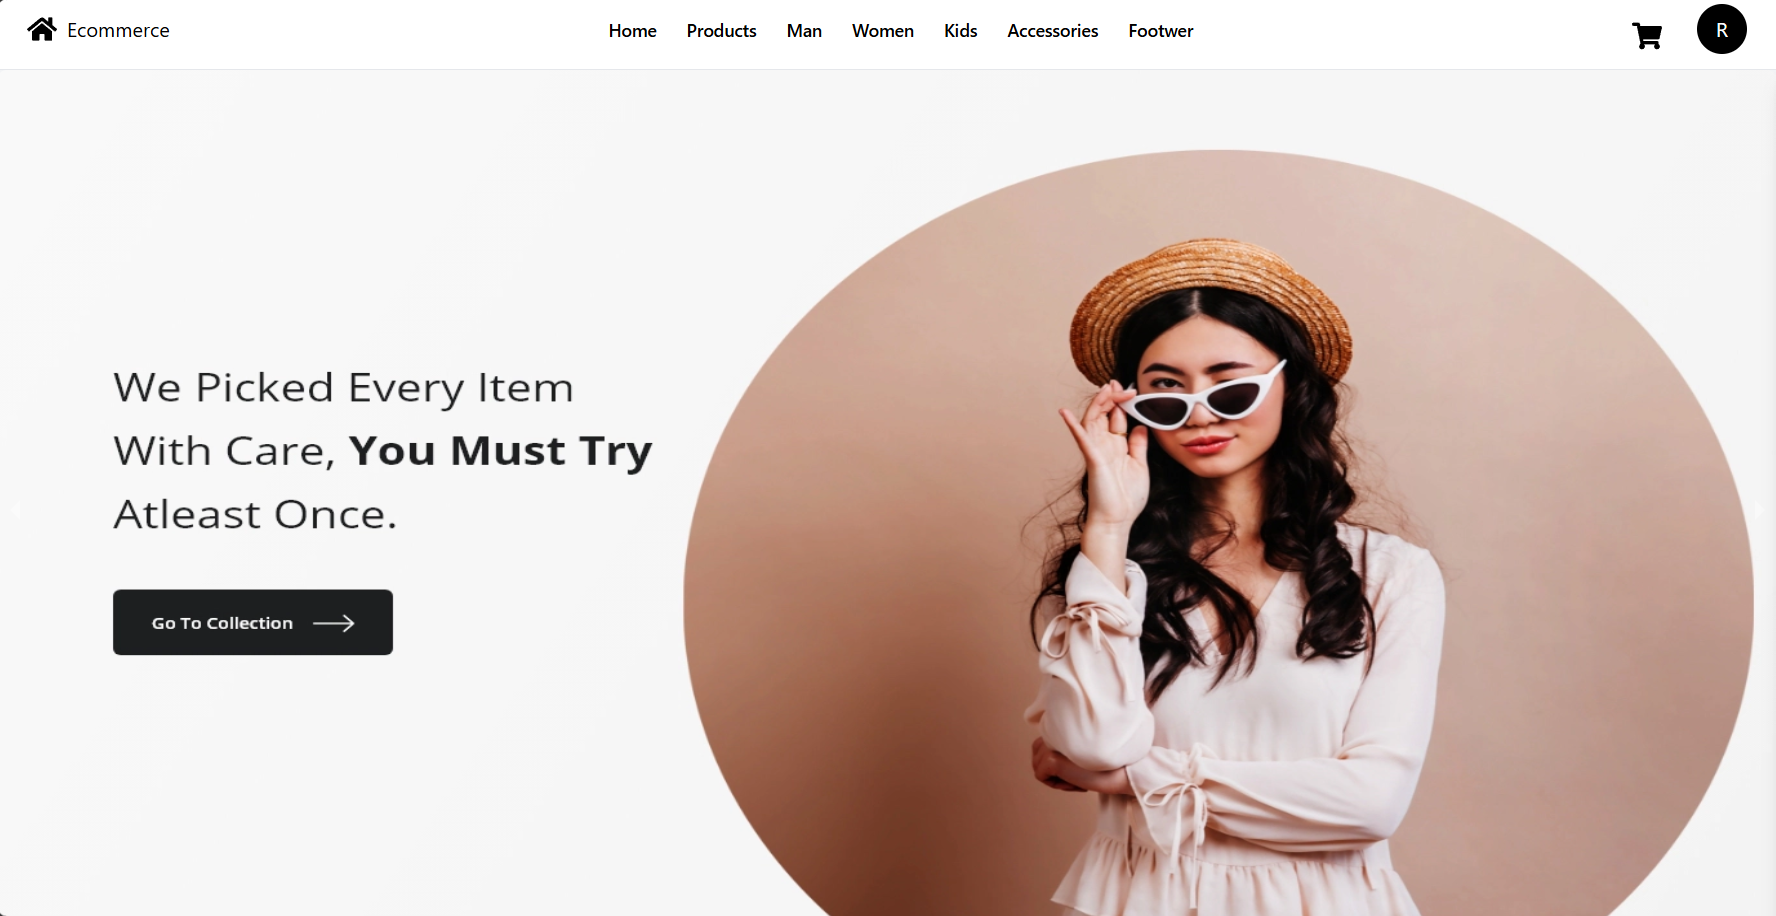 Ecommerce
Home Products Man Women Kids Accessories Footwer
R
We Picked Every Item
With Care, You Must Try
Atleast Once.
Go To Collection